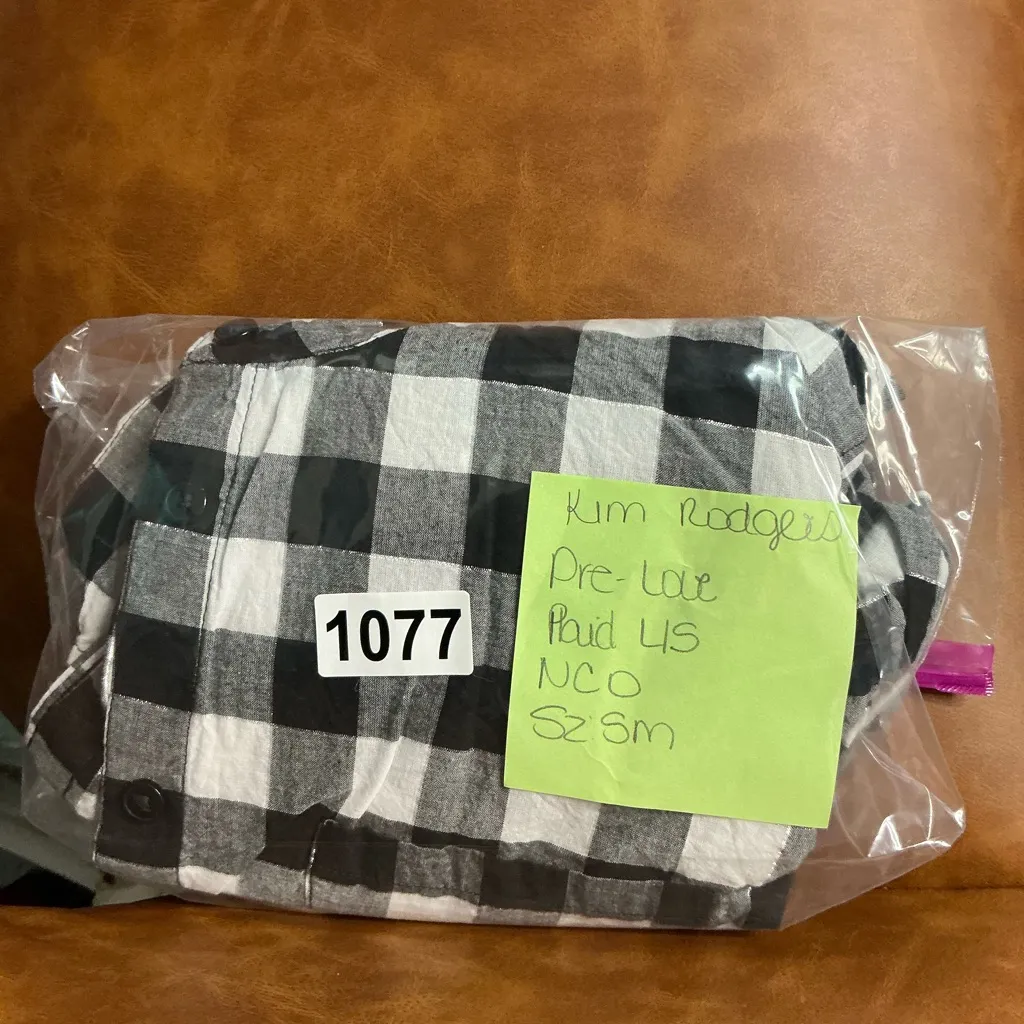 1077
Kim Rodgers
Pre-Love
Plaid L/S
NCO
Sz: Sm